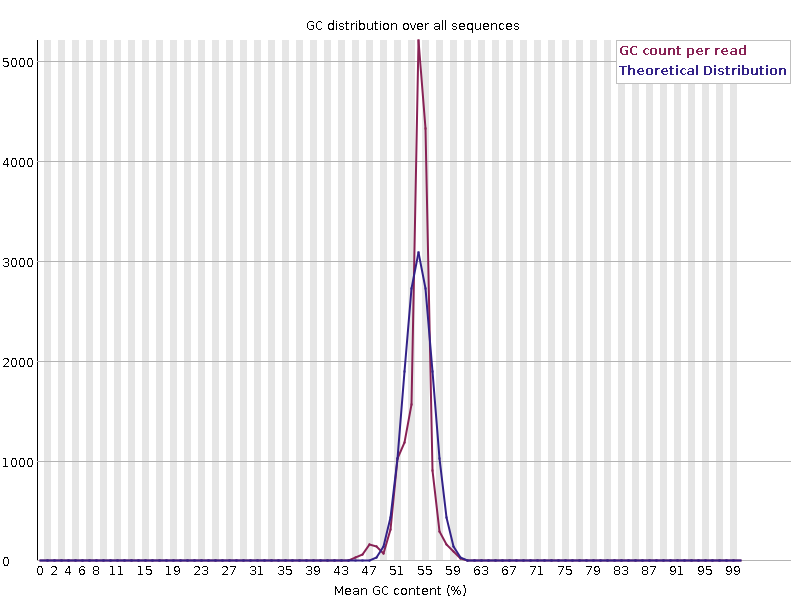 GC distribution over all sequences
GC count per read
Theoretical Distribution
5000
4000
3000
2000
1000
0
0 2 4 6 8 11 15 19 23 27 31 35 39 43 47 51 55 59 63 67 71 75 79 83 87 91 95 99
Mean GC content (%)